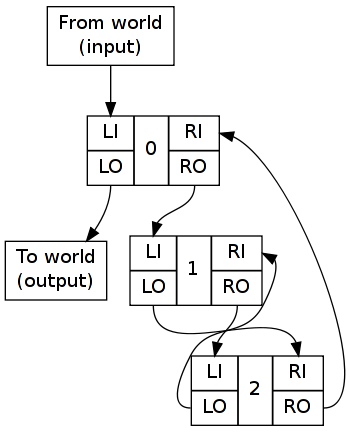 From world
(input)
LI
RI
0
LO
RO
To world
(output)
LI
RI
1
LO
RO
LI
RI
2
LO
RO